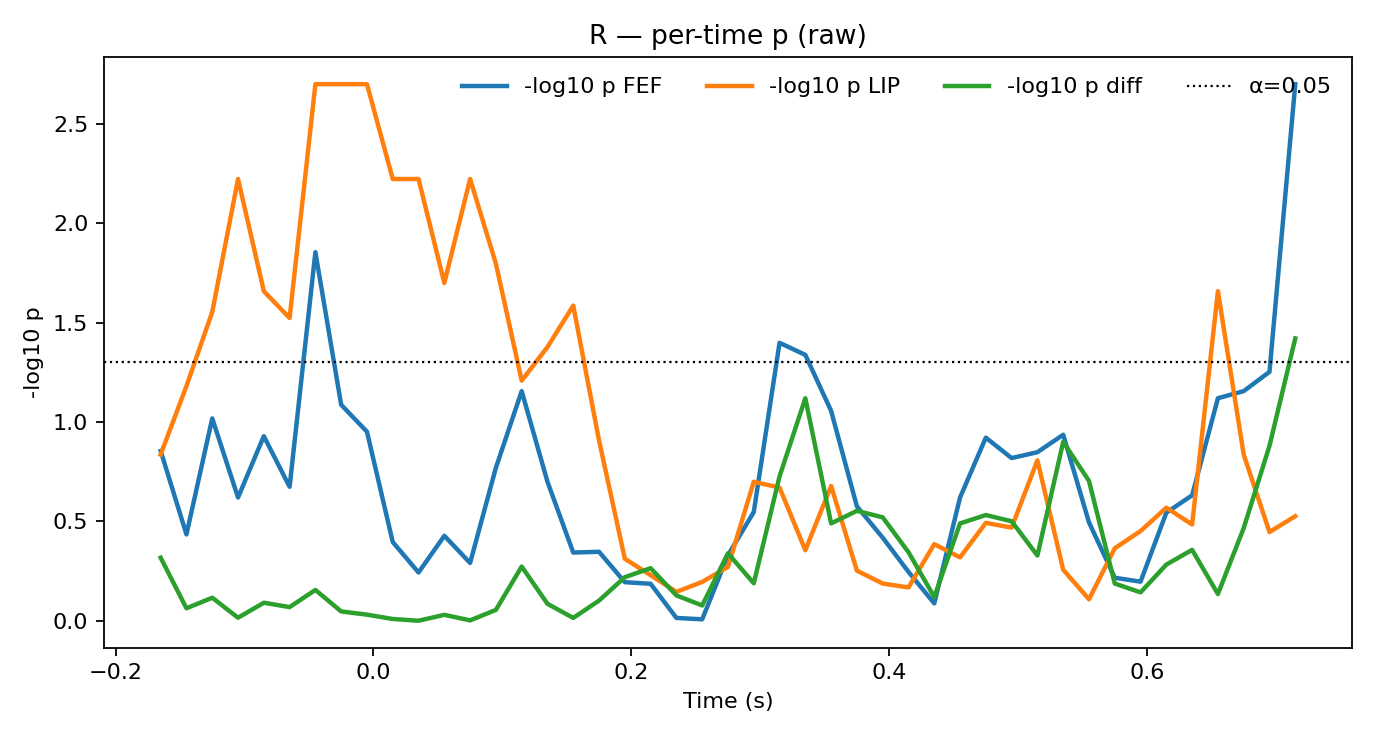 R — per-time p (raw)
-log10 p FEF -log10 p LIP -log10 p diff α=0.05
-log10 p
2.5
2.0
1.5
1.0
0.5
0.0
−0.2 0.0 0.2 0.4 0.6
Time (s)